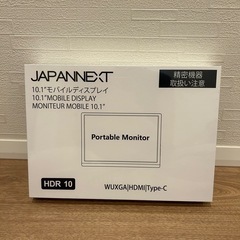 JAPANNEXT
精密機器
取扱い注意
10.1"モバイルディスプレイ
10.1"MOBILE DISPLAY
MONITEUR MOBILE 10.1"
Portable Monitor
HDR 10
WUXGA|HDMI|Type-C